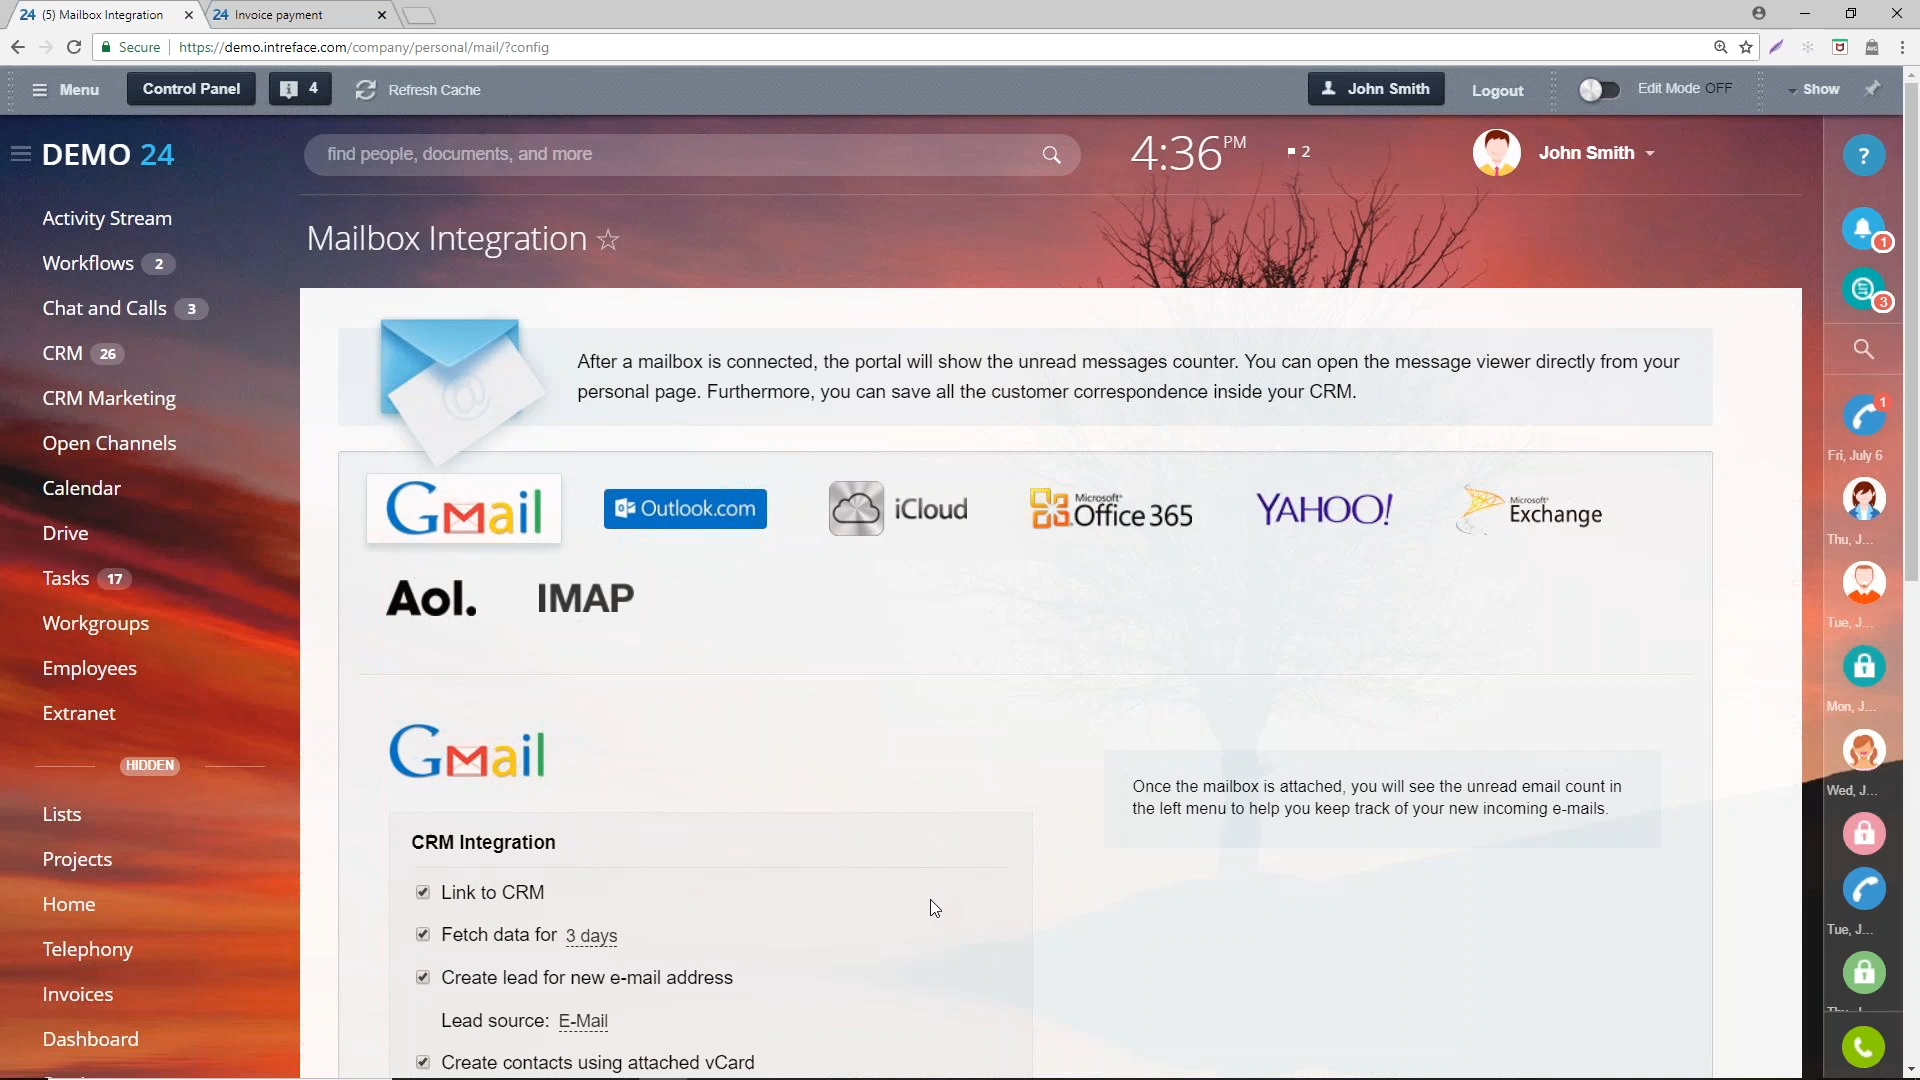 24 (5) Mailbox Integration
24 Invoice payment
Secure https://demo.intreface.com/company/personal/mail/?config
Menu
Control Panel
4
Refresh Cache
John Smith
Logout
Edit Mode OFF
Show
DEMO 24
find people, documents, and more
4:36 PM
2
John Smith
?
Activity Stream
Workflows 2
Chat and Calls 3
CRM 26
CRM Marketing
Open Channels
Calendar
Drive
Tasks 17
Workgroups
Employees
Extranet
HIDDEN
Lists
Projects
Home
Telephony
Invoices
Dashboard
Mailbox Integration
After a mailbox is connected, the portal will show the unread messages counter. You can open the message viewer directly from your
personal page. Furthermore, you can save all the customer correspondence inside your CRM.
Gmail
Outlook.com
iCloud
Microsoft Office 365
YAHOO!
Microsoft Exchange
Aol.
IMAP
Gmail
Once the mailbox is attached, you will see the unread email count in
the left menu to help you keep track of your new incoming e-mails.
CRM Integration
Link to CRM
Fetch data for 3 days
Create lead for new e-mail address
Lead source: E-Mail
Create contacts using attached vCard
1
3
1
Fri, July 6
Thu, J...
Tue, J...
Mon, J...
Wed, J...
Tue, J...